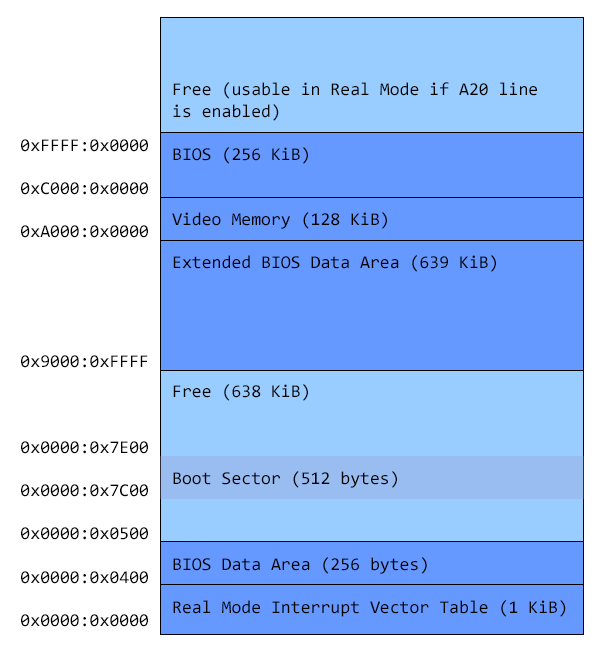 Free (usable in Real Mode if A20 line
is enabled)
0xFFFF:0x0000
BIOS (256 KiB)
0xC000:0x0000
Video Memory (128 KiB)
0xA000:0x0000
Extended BIOS Data Area (639 KiB)
0x9000:0xFFFF
Free (638 KiB)
0x0000:0x7E00
Boot Sector (512 bytes)
0x0000:0x7C00
0x0000:0x0500
BIOS Data Area (256 bytes)
0x0000:0x0400
Real Mode Interrupt Vector Table (1 KiB)
0x0000:0x0000